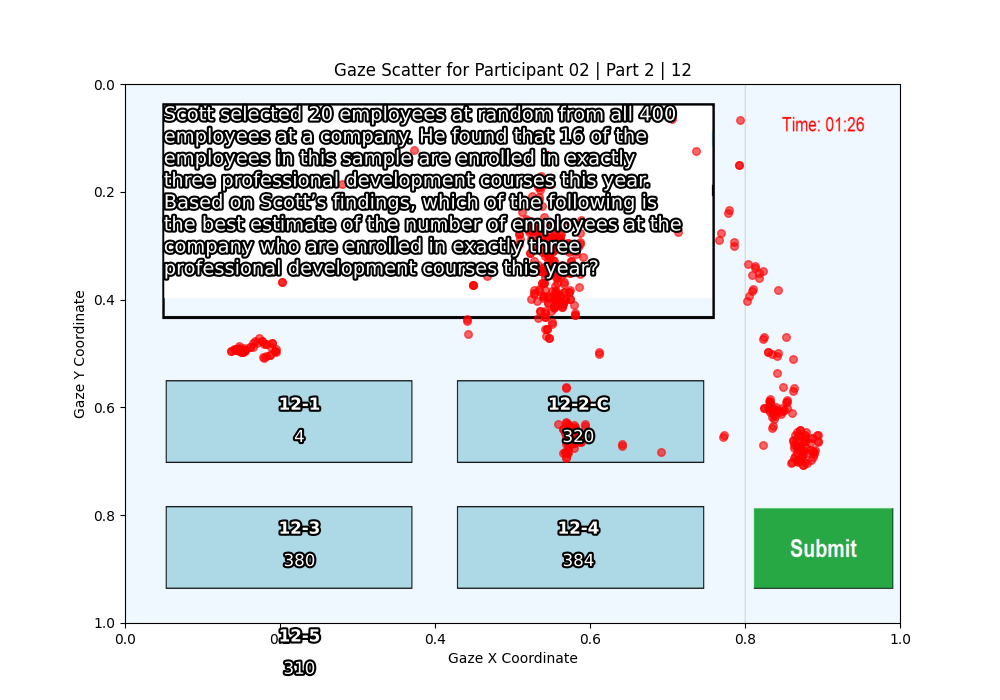 Gaze Scatter for Participant 02 | Part 2 | 12
Scott selected 20 employees at random from all 400
employees at a company. He found that 16 of the
employees in this sample are enrolled in exactly
three professional development courses this year.
Based on Scott’s findings, which of the following is
the best estimate of the number of employees at the
company who are enrolled in exactly three
professional development courses this year?
Time: 01:26
12-1
4
12-2-C
320
12-3
380
12-4
384
Submit
12-5
310
0.0
0.2
0.4
0.6
0.8
1.0
Gaze Y Coordinate
0.0
0.2
0.4
0.6
0.8
1.0
Gaze X Coordinate